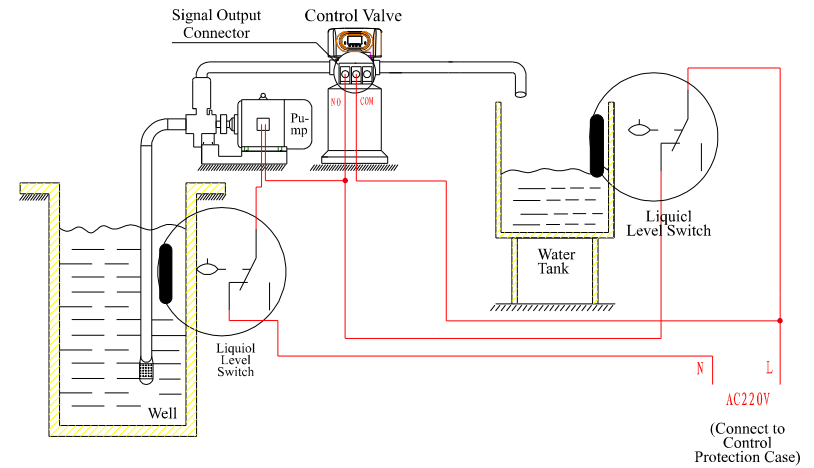 Signal Output
Connector
Control Valve
NO
COM
Pu-
mp
Liquicl
Level Switch
Water
Tank
Liquiol
Level
Switch
Well
N
L
AC220V
(Connect to
Control
Protection Case)